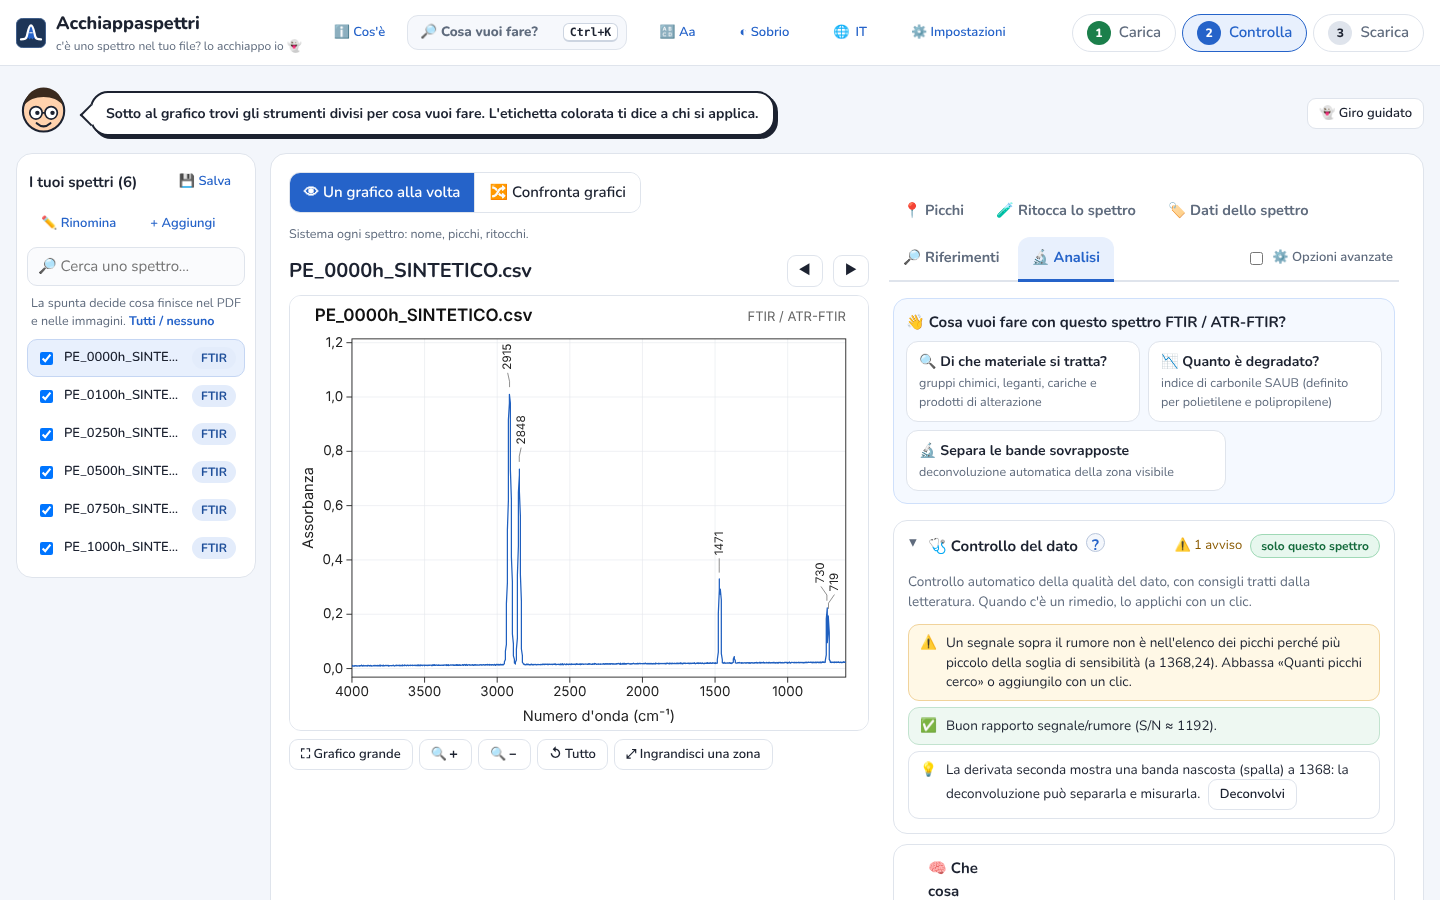 Acchiappaspettri
c'è uno spettro nel tuo file? lo acchiappo io 👻
ℹ️ Cos'è
🔎 Cosa vuoi fare? Ctrl+K
🔠 Aa
Sobrio
🌐 IT
⚙️ Impostazioni
1 Carica
2 Controlla
3 Scarica
Sotto al grafico trovi gli strumenti divisi per cosa vuoi fare. L'etichetta colorata ti dice a chi si applica.
👻 Giro guidato
I tuoi spettri (6)
💾 Salva
✏️ Rinomina
+ Aggiungi
🔎 Cerca uno spettro...
La spunta decide cosa finisce nel PDF
e nelle immagini. Tutti / nessuno
PE_0000h_SINTE... FTIR
PE_0100h_SINTE... FTIR
PE_0250h_SINTE... FTIR
PE_0500h_SINTE... FTIR
PE_0750h_SINTE... FTIR
PE_1000h_SINTE... FTIR
👁 Un grafico alla volta
🔀 Confronta grafici
Sistema ogni spettro: nome, picchi, ritocchi.
PE_0000h_SINTETICO.csv
◀ ▶
PE_0000h_SINTETICO.csv
FTIR / ATR-FTIR
Assorbanza
1,2
1,0
0,8
0,6
0,4
0,2
0,0
2915
2848
1471
730
719
4000 3500 3000 2500 2000 1500 1000
Numero d'onda (cm⁻¹)
⛶ Grafico grande
🔍 +
🔍 −
↺ Tutto
⤢ Ingrandisci una zona
📍 Picchi
🧪 Ritocca lo spettro
🏷️ Dati dello spettro
🔎 Riferimenti
🔬 Analisi
⚙️ Opzioni avanzate
👋 Cosa vuoi fare con questo spettro FTIR / ATR-FTIR?
🔍 Di che materiale si tratta?
gruppi chimici, leganti, cariche e
prodotti di alterazione
📉 Quanto è degradato?
indice di carbonile SAUB (definito
per polietilene e polipropilene)
🔬 Separa le bande sovrapposte
deconvoluzione automatica della zona visibile
▼ 🩺 Controllo del dato ?
⚠️ 1 avviso
solo questo spettro
Controllo automatico della qualità del dato, con consigli tratti dalla
letteratura. Quando c'è un rimedio, lo applichi con un clic.
⚠️ Un segnale sopra il rumore non è nell'elenco dei picchi perché più
piccolo della soglia di sensibilità (a 1368,24). Abbassa «Quanti picchi
cerco» o aggiungilo con un clic.
✅ Buon rapporto segnale/rumore (S/N ≈ 1192).
💡 La derivata seconda mostra una banda nascosta (spalla) a 1368: la
deconvoluzione può separarla e misurarla. Deconvolvi
🧠 Che
cosa